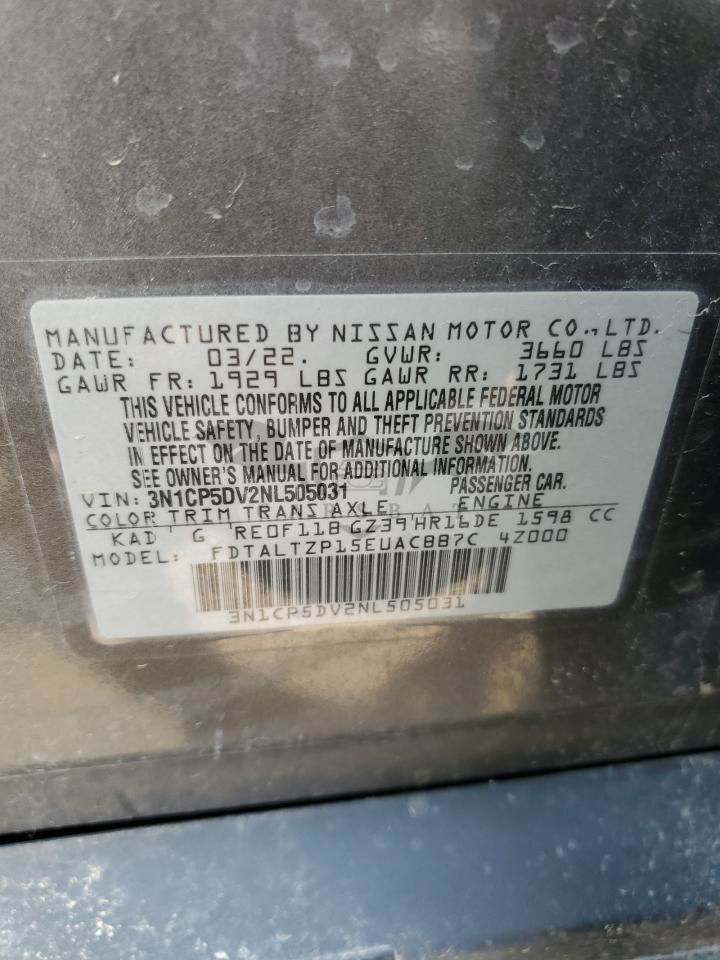 MANUFACTURED BY NISSAN MOTOR CO.,LTD.
DATE: 03/22. GVWR: 3660 LBS
GAWR FR: 1929 LBS GAWR RR: 1731 LBS
THIS VEHICLE CONFORMS TO ALL APPLICABLE FEDERAL MOTOR
VEHICLE SAFETY, BUMPER AND THEFT PREVENTION STANDARDS
IN EFFECT ON THE DATE OF MANUFACTURE SHOWN ABOVE.
SEE OWNER'S MANUAL FOR ADDITIONAL INFORMATION.
VIN: 3N1CP5DV2NL505031 PASSENGER CAR.
COLOR TRIM TRANS AXLE ENGINE
KAD G RE0F11B GZ39 HR16DE 1598 CC
MODEL: FDTALTZP15EUAC8B7C 4Z000
3N1CP5DV2NL505031